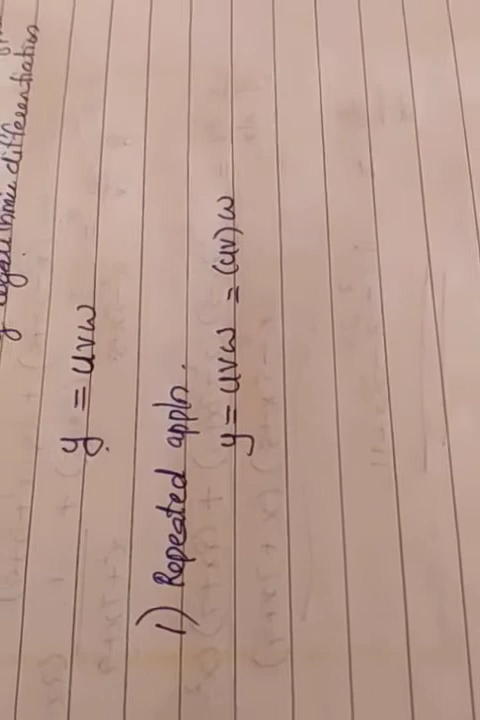 logarithmic differentiation
y = uvw
1) Repeated appln.
y = uvw = (uv)w